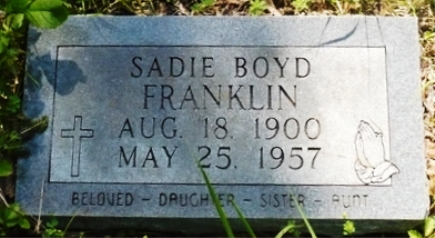 SADIE BOYD
FRANKLIN
AUG. 18. 1900
MAY 25. 1957
BELOVED - DAUGHTER - SISTER - AUNT